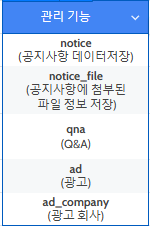 관리 기능
notice
(공지사항 데이터저장)
notice_file
(공지사항에 첨부된
파일 정보 저장)
qna
(Q&A)
ad
(광고)
ad_company
(광고 회사)